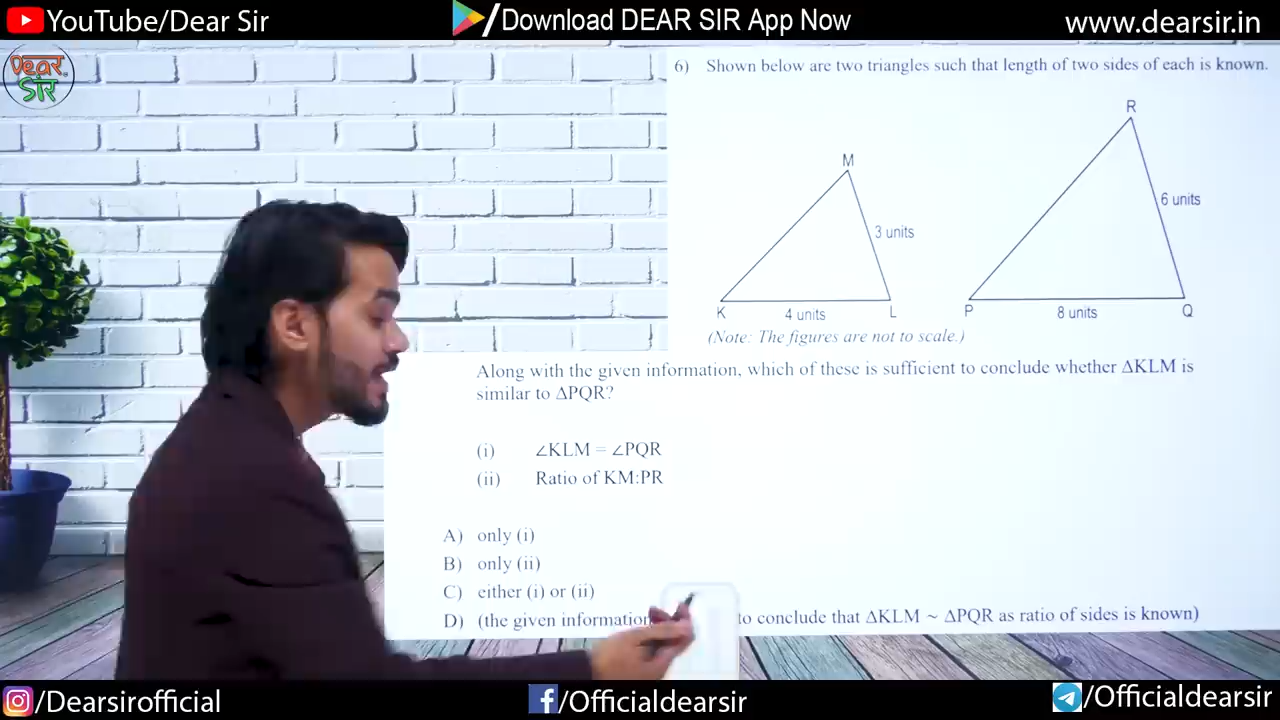 YouTube/Dear Sir
/Download DEAR SIR App Now
www.dearsir.in
Dear
Sir
6) Shown below are two triangles such that length of two sides of each is known.
R
M
6 units
3 units
K
4 units
L
P
8 units
Q
(Note: The figures are not to scale.)
Along with the given information, which of these is sufficient to conclude whether ΔKLM is
similar to ΔPQR?
(i) ∠KLM = ∠PQR
(ii) Ratio of KM:PR
A) only (i)
B) only (ii)
C) either (i) or (ii)
D) (the given information to conclude that ΔKLM ~ ΔPQR as ratio of sides is known)
/Dearsirofficial
/Officialdearsir
/Officialdearsir